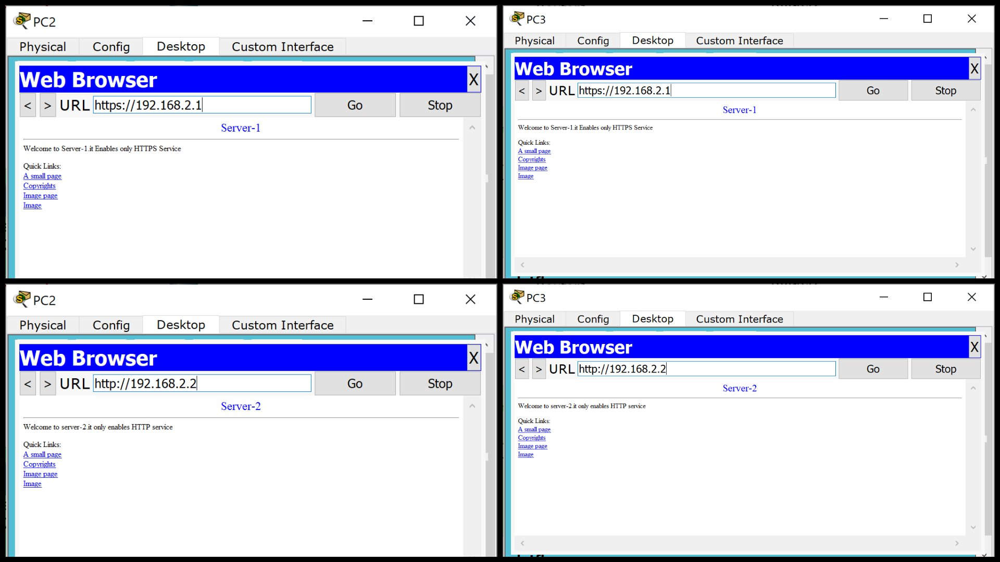 PC2
Physical Config Desktop Custom Interface
Web Browser X
< > URL https://192.168.2.1 Go Stop
Server-1
Welcome to Server-1.it Enables only HTTPS Service
Quick Links:
A small page
Copyrights
Image page
Image
PC3
Physical Config Desktop Custom Interface
Web Browser X
< > URL https://192.168.2.1 Go Stop
Server-1
Welcome to Server-1.it Enables only HTTPS Service
Quick Links:
A small page
Copyrights
Image page
Image
PC2
Physical Config Desktop Custom Interface
Web Browser X
< > URL http://192.168.2.2 Go Stop
Server-2
Welcome to server-2.it only enables HTTP service
Quick Links:
A small page
Copyrights
Image page
Image
PC3
Physical Config Desktop Custom Interface
Web Browser X
< > URL http://192.168.2.2 Go Stop
Server-2
Welcome to server-2.it only enables HTTP service
Quick Links:
A small page
Copyrights
Image page
Image